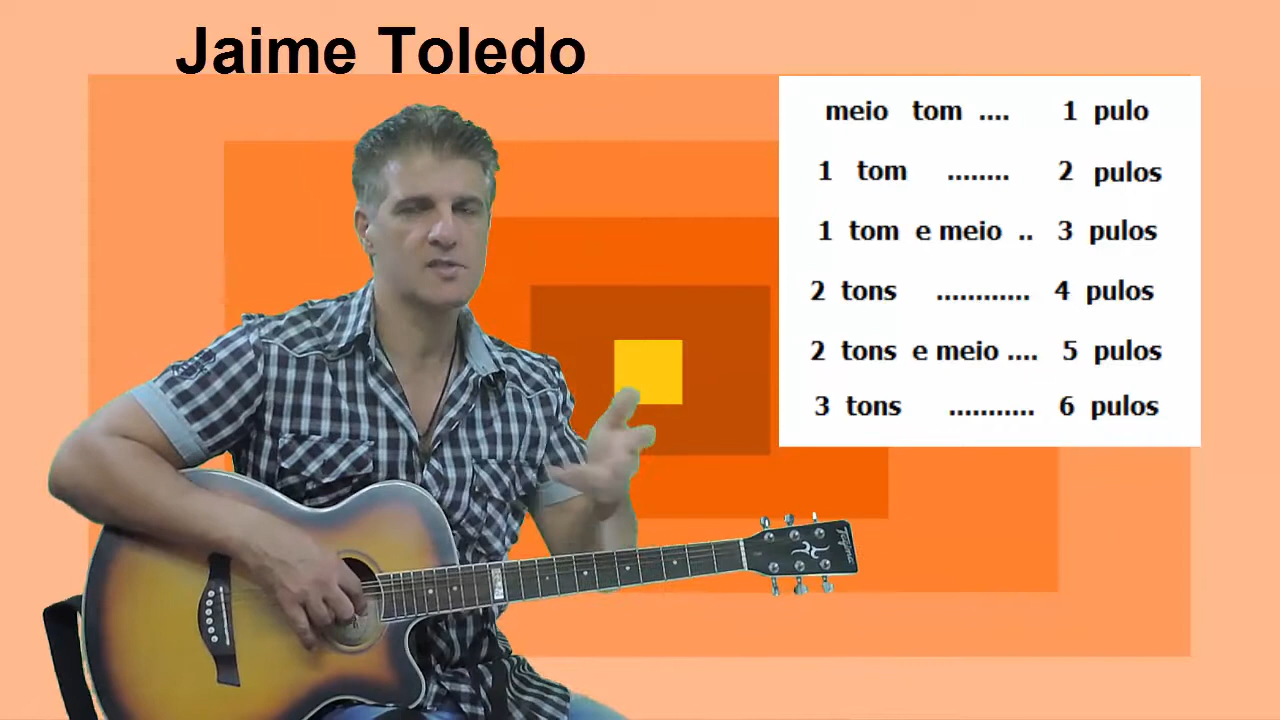 Jaime Toledo
meio tom .... 1 pulo
1 tom ........ 2 pulos
1 tom e meio .. 3 pulos
2 tons ............ 4 pulos
2 tons e meio .... 5 pulos
3 tons ........... 6 pulos